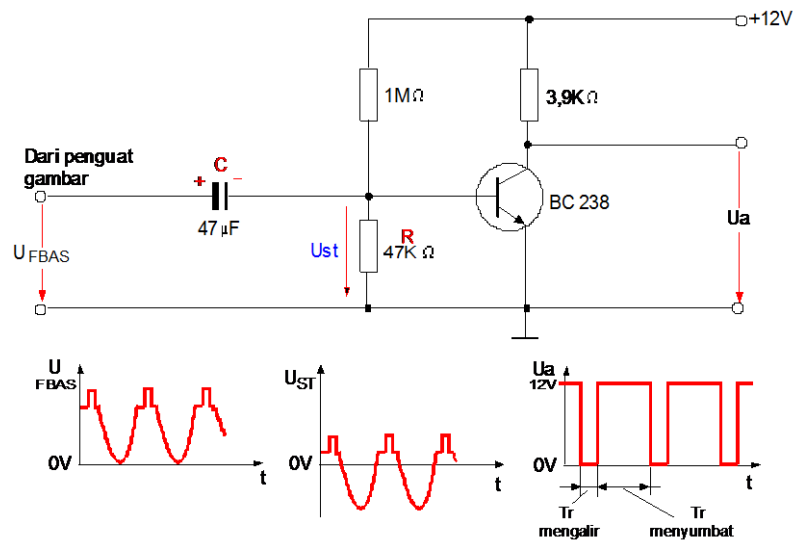 +12V
1MΩ
3,9KΩ
Dari penguat
gambar
C
+ −
47 µF
BC 238
U FBAS
Ust
R
47K Ω
Ua
U
FBAS
0V
t
UST
0V
t
Ua
12V
0V
t
Tr
mengalir
Tr
menyumbat